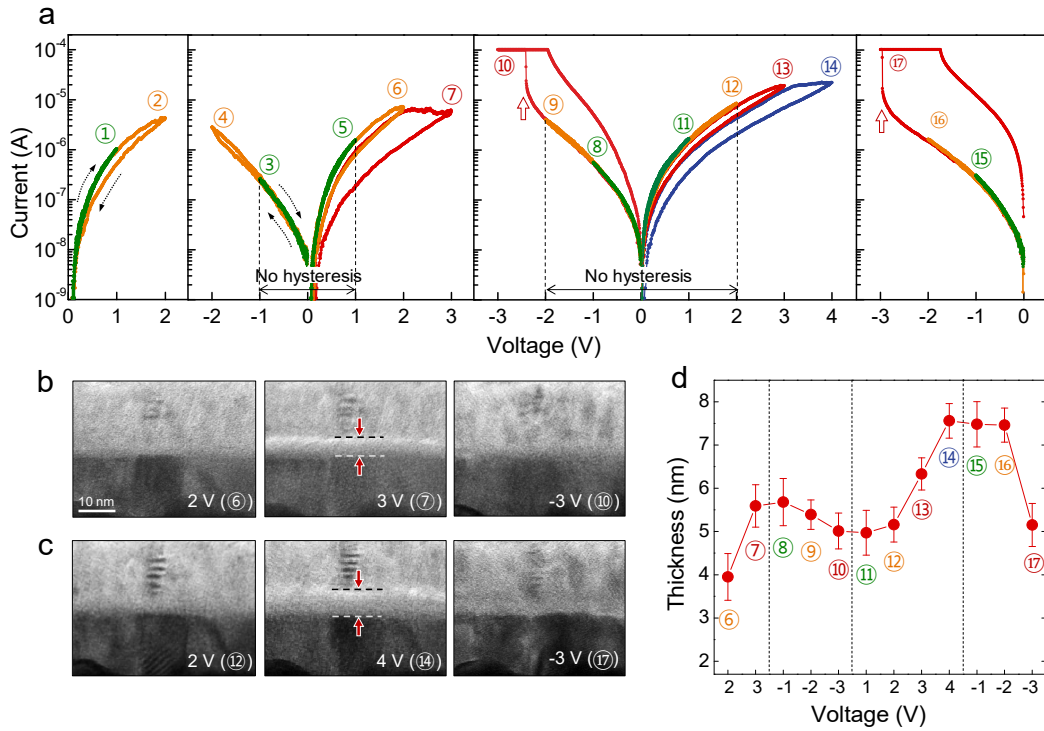 a
Current (A)
10⁻⁴
10⁻⁵
10⁻⁶
10⁻⁷
10⁻⁸
10⁻⁹
① ②
④ ③ ⑤ ⑥ ⑦
⑩ ⑨ ⑧ ⑪ ⑫ ⑬ ⑭
⑰ ⑯ ⑮
No hysteresis
No hysteresis
0 1 2
-2 -1 0 1 2 3
-3 -2 -1 0 1 2 3 4
-3 -2 -1 0
Voltage (V)
b
10 nm
2 V (⑥)
3 V (⑦)
-3 V (⑩)
c
2 V (⑫)
4 V (⑭)
-3 V (⑰)
d
Thickness (nm)
8
7
6
5
4
3
2
⑥ ⑦ ⑧ ⑨ ⑩ ⑪ ⑫ ⑬ ⑭ ⑮ ⑯ ⑰
2 3 -1 -2 -3 1 2 3 4 -1 -2 -3
Voltage (V)